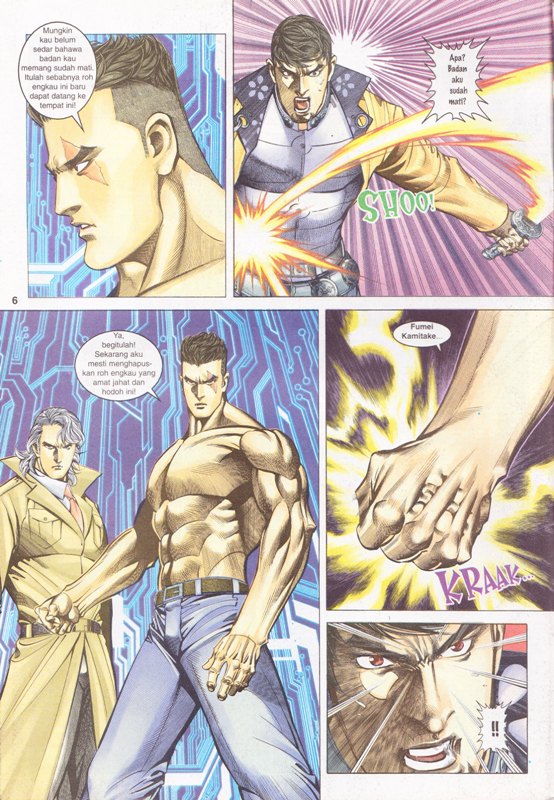 Mungkin
kau belum
sedar bahawa
badan kau
memang sudah mati.
Itulah sebabnya roh
engkau ini baru
dapat datang ke
tempat ini!
Apa?
Badan
aku
sudah
mati?
SHOO!
6
Ya,
begitulah!
Sekarang aku
mesti menghapus-
kan roh engkau yang
amat jahat dan
hodoh ini!
Fumei
Kamitake...
KRAAK...
!!